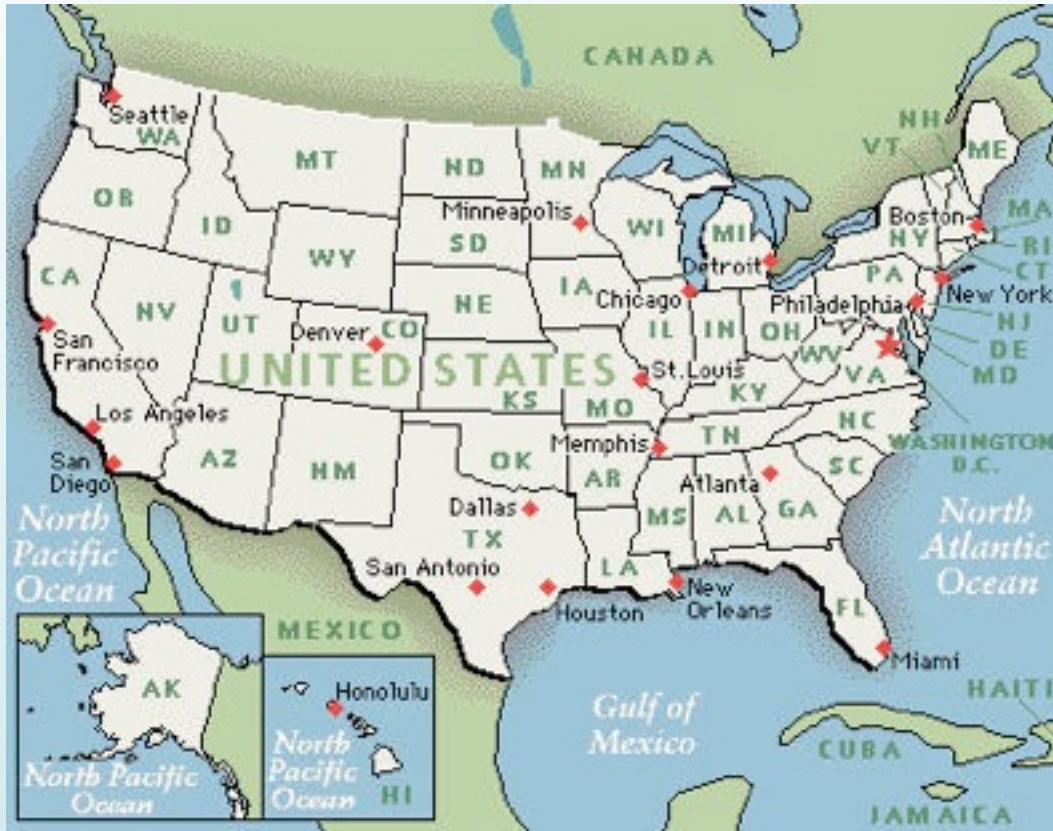 CANADA
NH
VT
ME
Seattle
WA
MT
ND
MN
OR
ID
Minneapolis
WI
MI
Boston
MA
NY
RI
SD
WY
CT
CA
Detroit
PA
IA
Chicago
New York
NE
Philadelphia
NV
UT
Denver
CO
IL
IN
OH
NJ
San
Francisco
WV
DE
UNITED STATES
St. Louis
VA
MD
KS
KY
MO
Los Angeles
NC
TN
Memphis
WASHINGTON
D.C.
AZ
HM
OK
SC
San
Diego
AR
Atlanta
Dallas
MS
AL
GA
North
Pacific
Ocean
North
Atlantic
Ocean
TX
San Antonio
LA
Houston
New
Orleans
FL
MEXICO
Miami
AK
Honolulu
HAITI
Gulf of
Mexico
North
Pacific
Ocean
CUBA
North Pacific
Ocean
HI
JAMAICA